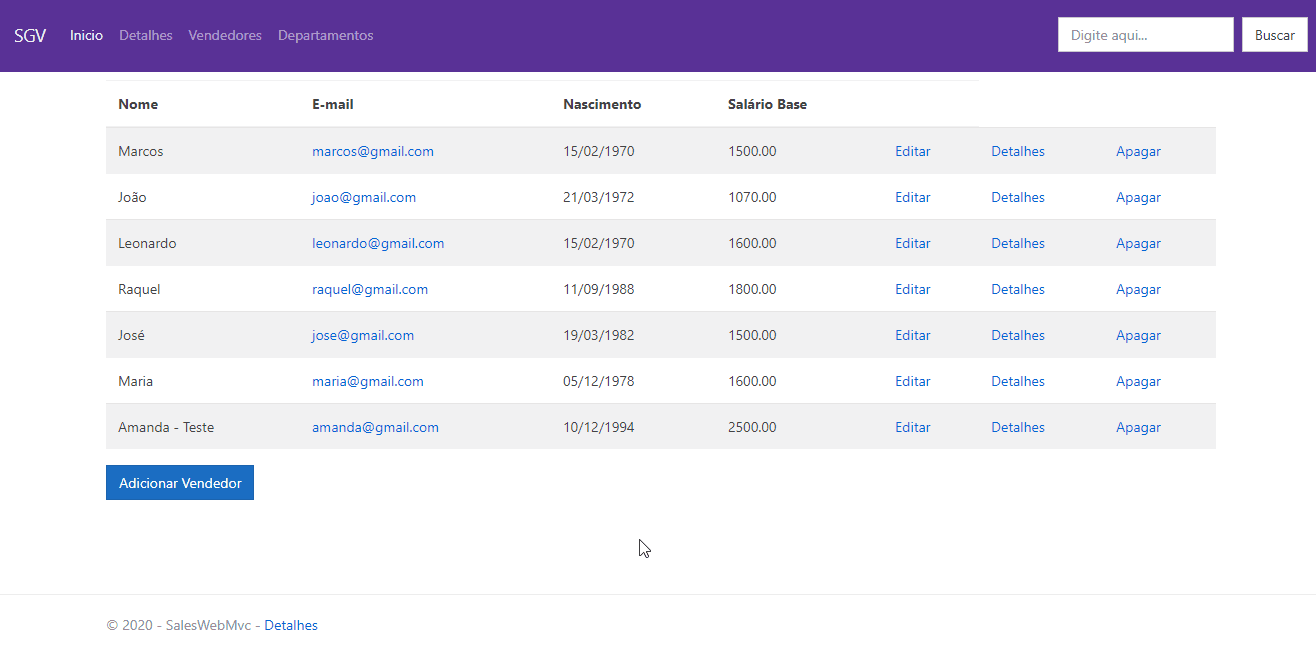 SGV Inicio Detalhes Vendedores Departamentos Digite aqui... Buscar
Nome E-mail Nascimento Salário Base
Marcos marcos@gmail.com 15/02/1970 1500.00 Editar Detalhes Apagar
João joao@gmail.com 21/03/1972 1070.00 Editar Detalhes Apagar
Leonardo leonardo@gmail.com 15/02/1970 1600.00 Editar Detalhes Apagar
Raquel raquel@gmail.com 11/09/1988 1800.00 Editar Detalhes Apagar
José jose@gmail.com 19/03/1982 1500.00 Editar Detalhes Apagar
Maria maria@gmail.com 05/12/1978 1600.00 Editar Detalhes Apagar
Amanda - Teste amanda@gmail.com 10/12/1994 2500.00 Editar Detalhes Apagar
Adicionar Vendedor
© 2020 - SalesWebMvc - Detalhes